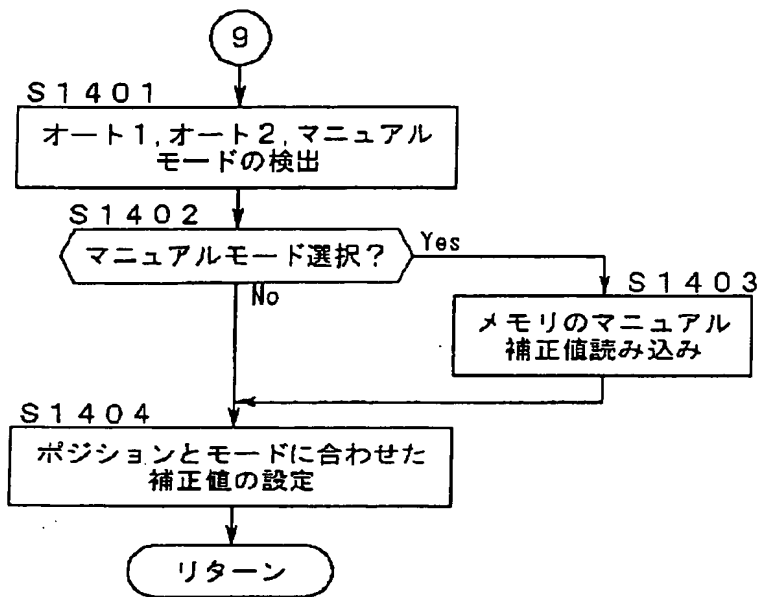 9
S1401
オート1,オート2,マニュアル
モードの検出
S1402
マニュアルモード選択?
Yes
No
S1403
メモリのマニュアル
補正値読み込み
S1404
ポジションとモードに合わせた
補正値の設定
リターン